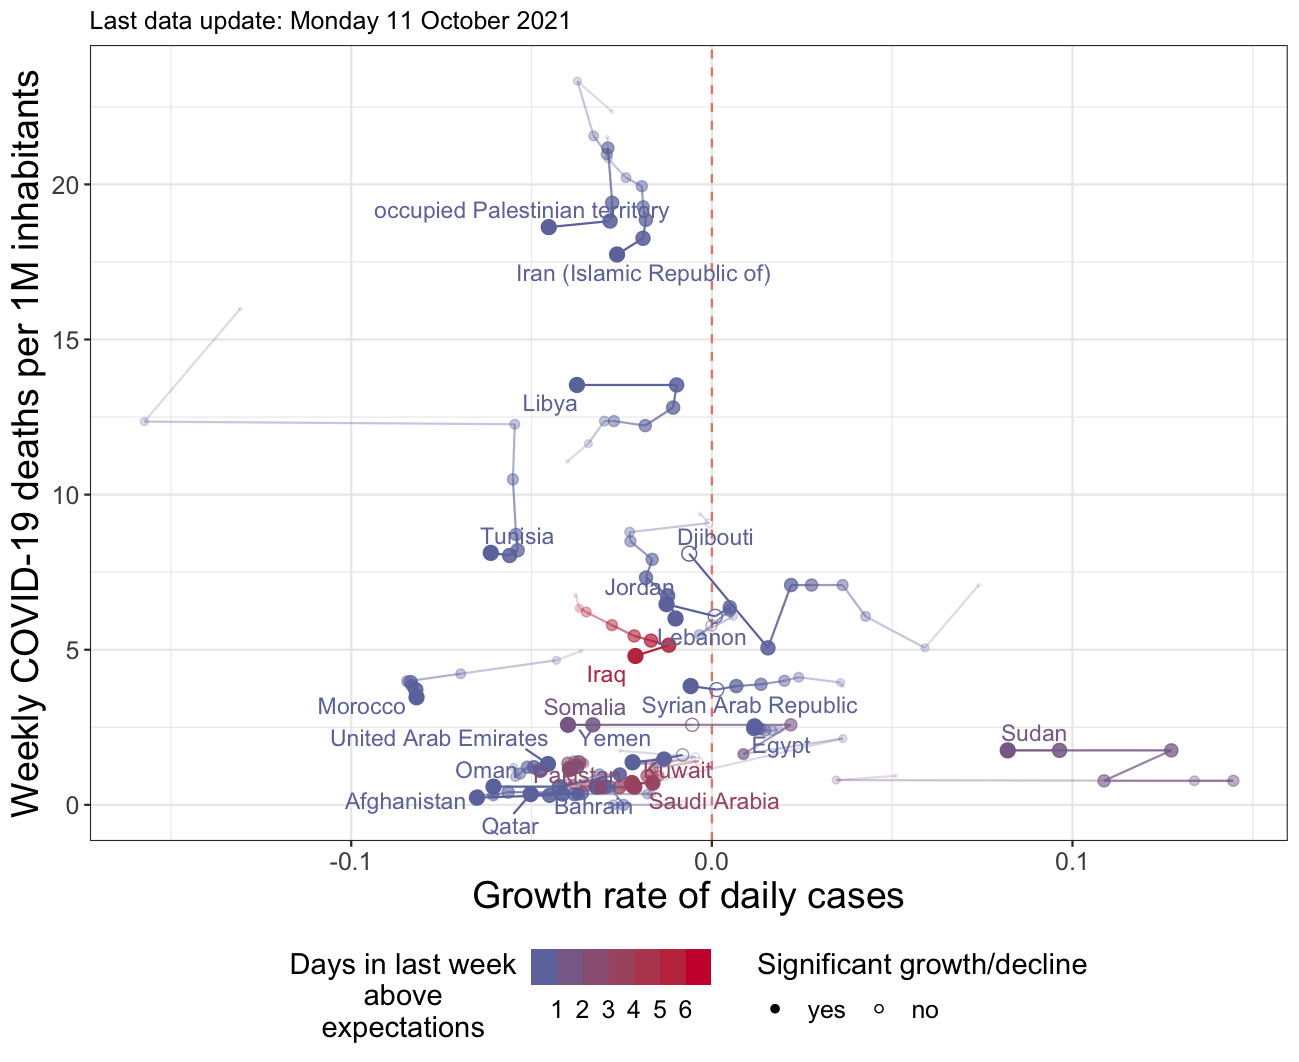 Last data update: Monday 11 October 2021
Weekly COVID-19 deaths per 1M inhabitants
20
15
10
5
0
occupied Palestinian territory
Iran (Islamic Republic of)
Libya
Tunisia
Djibouti
Jordan
Lebanon
Iraq
Morocco
Somalia
Syrian Arab Republic
Sudan
United Arab Emirates
Yemen
Egypt
Oman
Pakistan
Kuwait
Afghanistan
Bahrain
Saudi Arabia
Qatar
-0.1
0.0
0.1
Growth rate of daily cases
Days in last week
above
expectations
1 2 3 4 5 6
Significant growth/decline
yes no